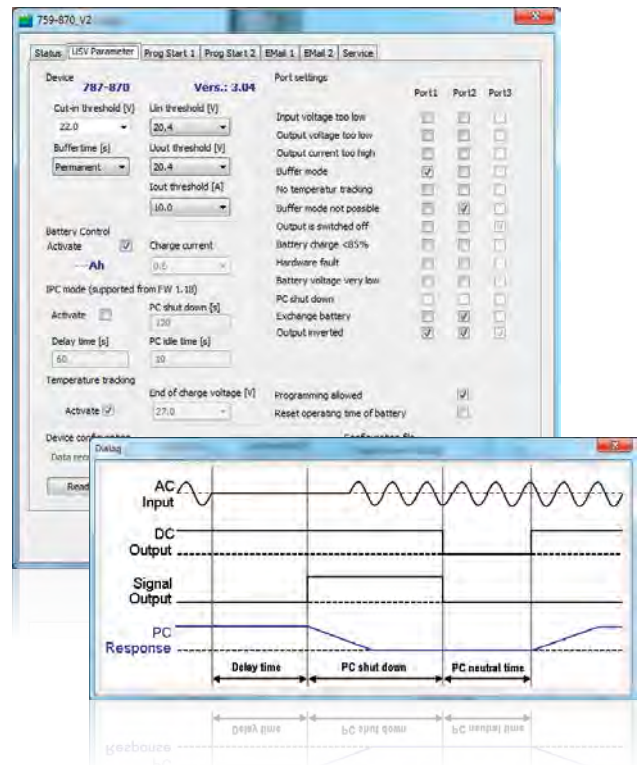 759-870_V2
Status USV Parameter Prog Start 1 Prog Start 2 EMail 1 EMail 2 Service
Device
787-870 Vers.: 3.04
Cut-in threshold [V] Uin threshold [V]
22.0 20.4
Buffertime [s] Uout threshold [V]
Permanent 20.4
Iout threshold [A]
10.0
Battery Control
Activate Charge current
Ah 0.6
IPC mode (supported from FW 1.10)
Activate PC shut down [s]
120
Delay time [s] PC idle time [s]
60 10
Temperature tracking
End of charge voltage [V]
Activate 27.0
Port settings
Port1 Port2 Port3
Input voltage too low
Output voltage too low
Output current too high
Buffer mode
No temperatur tracking
Buffer mode not possible
Output is switched off
Battery charge <85%
Hardware fault
Battery voltage very low
PC shut down
Exchange battery
Output inverted
Programming allowed
Reset operating time of battery
Device
Read
Dialog
AC
Input
DC
Output
Signal
Output
PC
Response
Delay time PC shut down PC neutral time